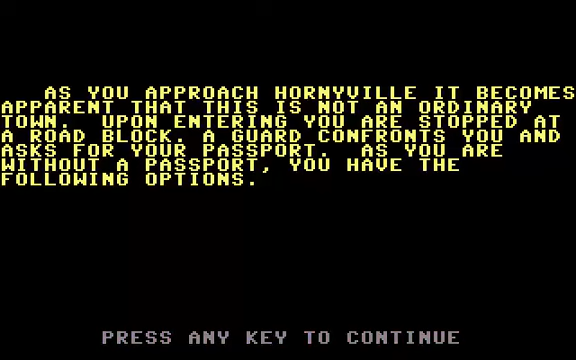 AS YOU APPROACH HORNYVILLE IT BECOMES
APPARENT THAT THIS IS NOT AN ORDINARY
TOWN. UPON ENTERING YOU ARE STOPPED AT
A ROAD BLOCK. A GUARD CONFRONTS YOU AND
ASKS FOR YOUR PASSPORT. AS YOU ARE
WITHOUT A PASSPORT, YOU HAVE THE
FOLLOWING OPTIONS.
PRESS ANY KEY TO CONTINUE